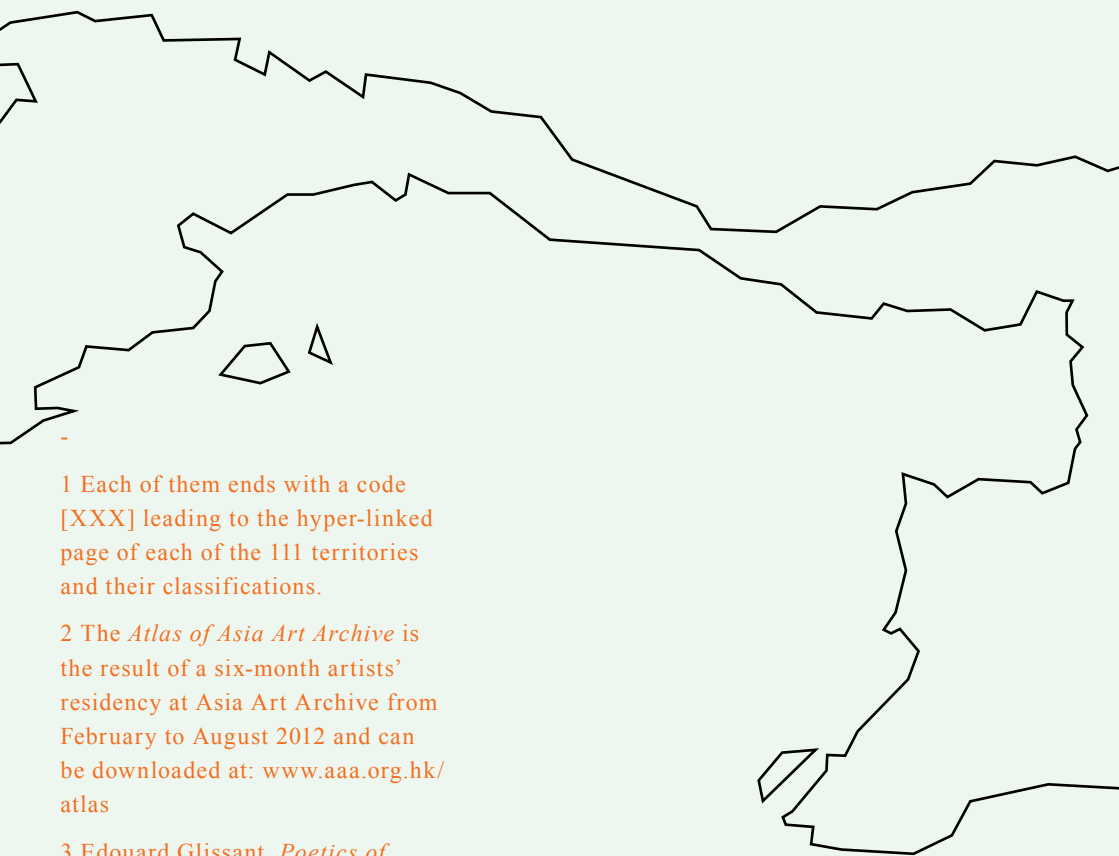 -
1 Each of them ends with a code
[XXX] leading to the hyper-linked
page of each of the 111 territories
and their classifications.
2 The Atlas of Asia Art Archive is
the result of a six-month artists’
residency at Asia Art Archive from
February to August 2012 and can
be downloaded at: www.aaa.org.hk/
atlas
3 Edouard Glissant, Poetics of